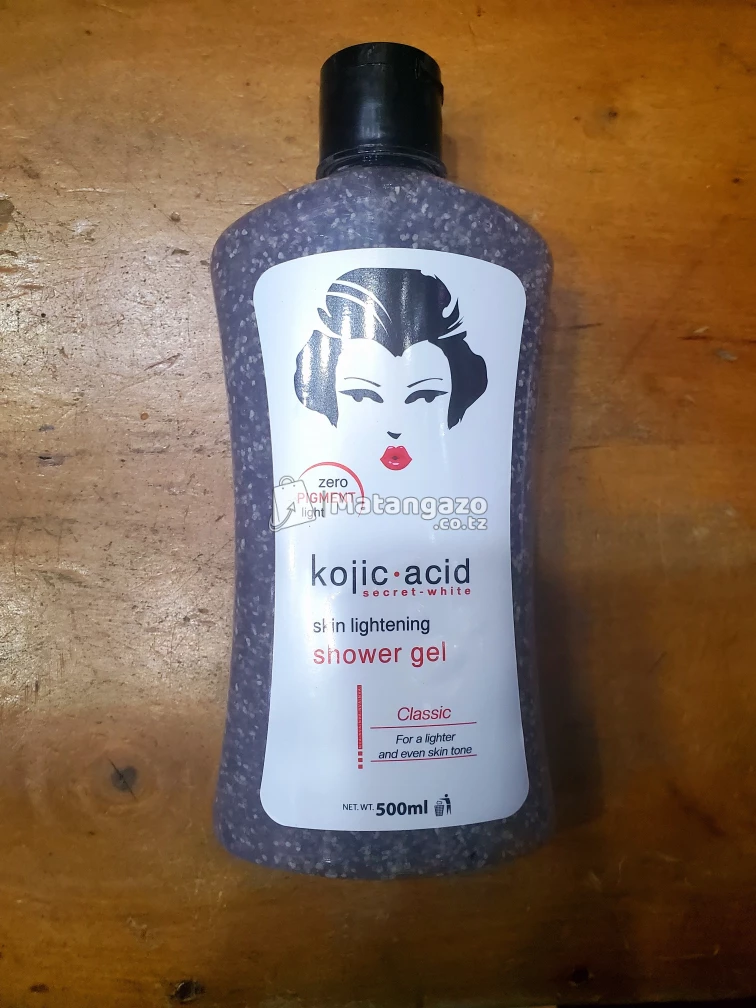 zero
PIGMENT
light
Matangazo
.co.tz
kojic·acid
secret-white
skin lightening
shower gel
Classic
For a lighter
and even skin tone
NET. WT. 500ml